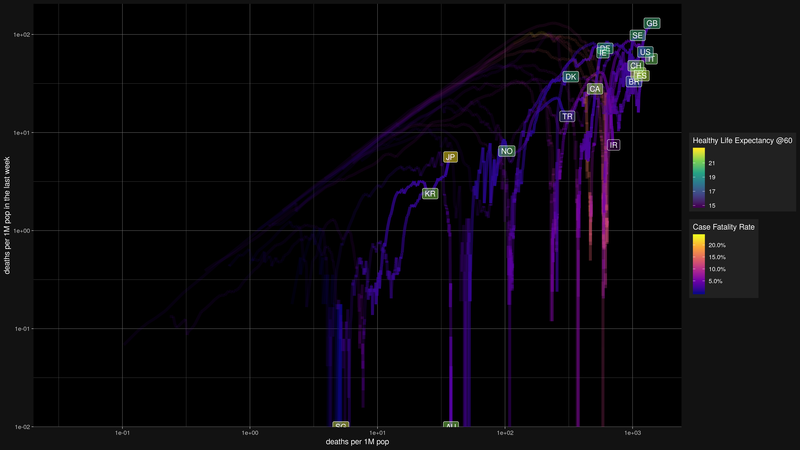 GB
SE
US
IT
CH
ES
BR
DK
CA
TR
IR
NO
JP
KR
SG
AU
1e+02
1e+01
1e+00
1e-01
1e-02
deaths per 1M pop in the last week
1e-01
1e+00
1e+01
1e+02
1e+03
deaths per 1M pop
Healthy Life Expectancy @60
21
19
17
15
Case Fatality Rate
20.0%
15.0%
10.0%
5.0%